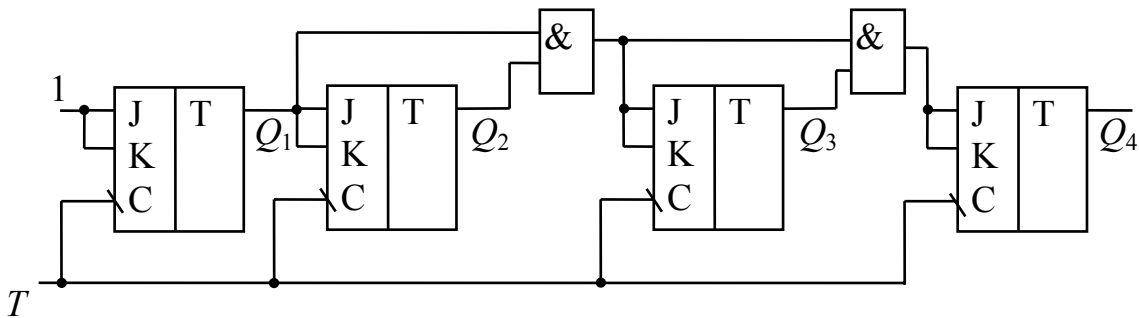 & &
1 J T Q₁ J T Q₂ J T Q₃ J T Q₄
K K K K
C C C C
T